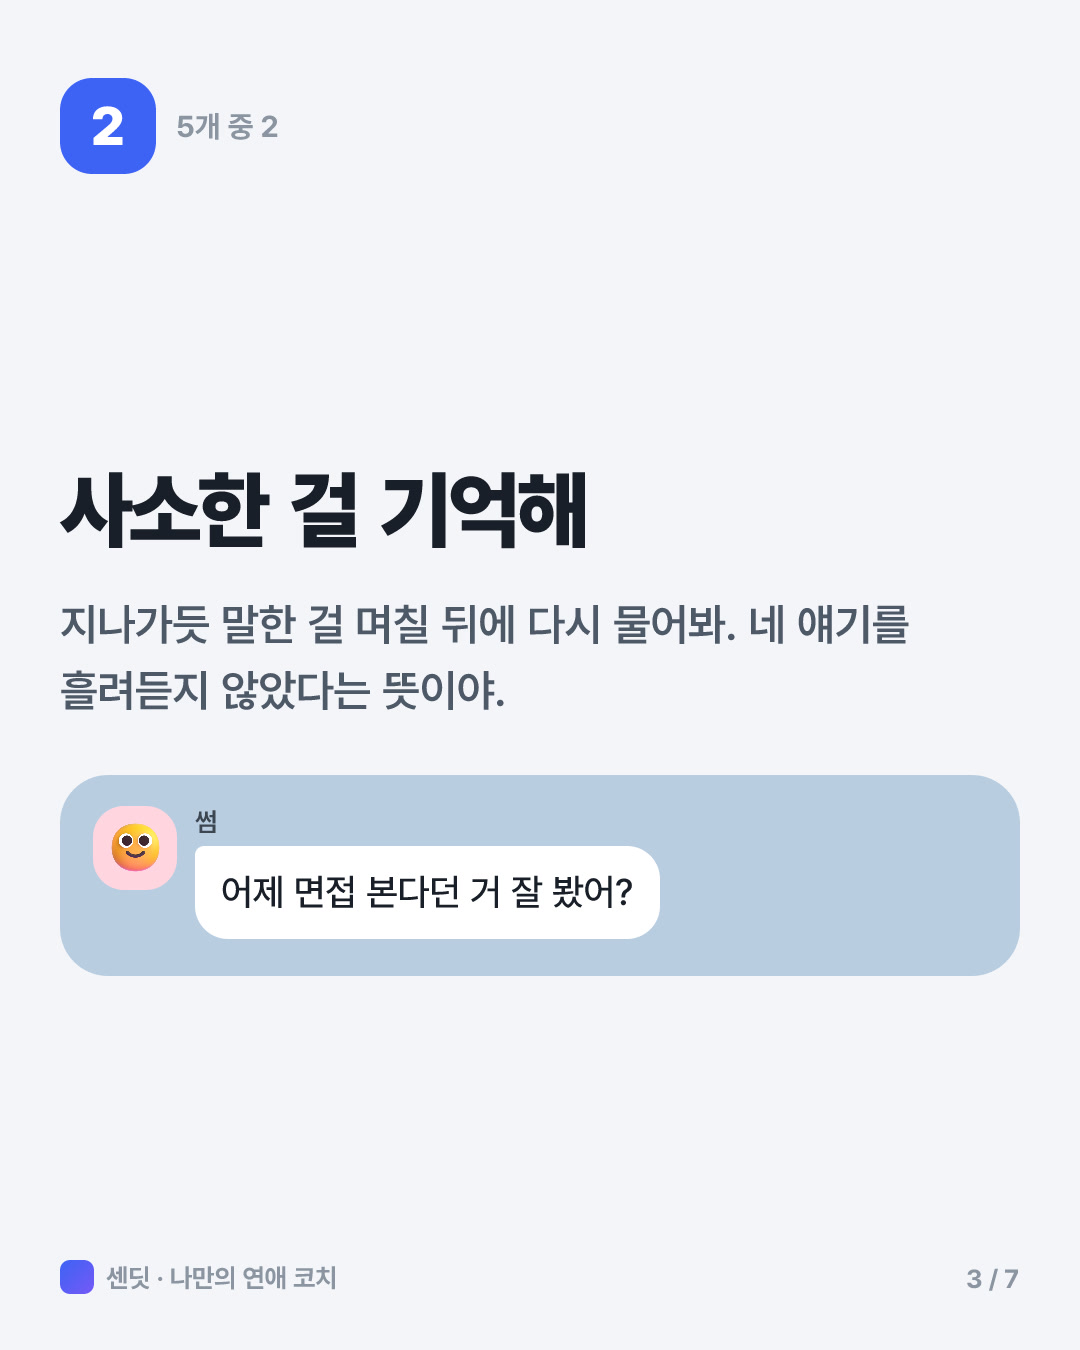 2
5개 중 2
사소한 걸 기억해
지나가듯 말한 걸 며칠 뒤에 다시 물어봐. 네 얘기를
흘려듣지 않았다는 뜻이야.
썸
어제 면접 본다던 거 잘 봤어?
센딧 · 나만의 연애 코치
3 / 7